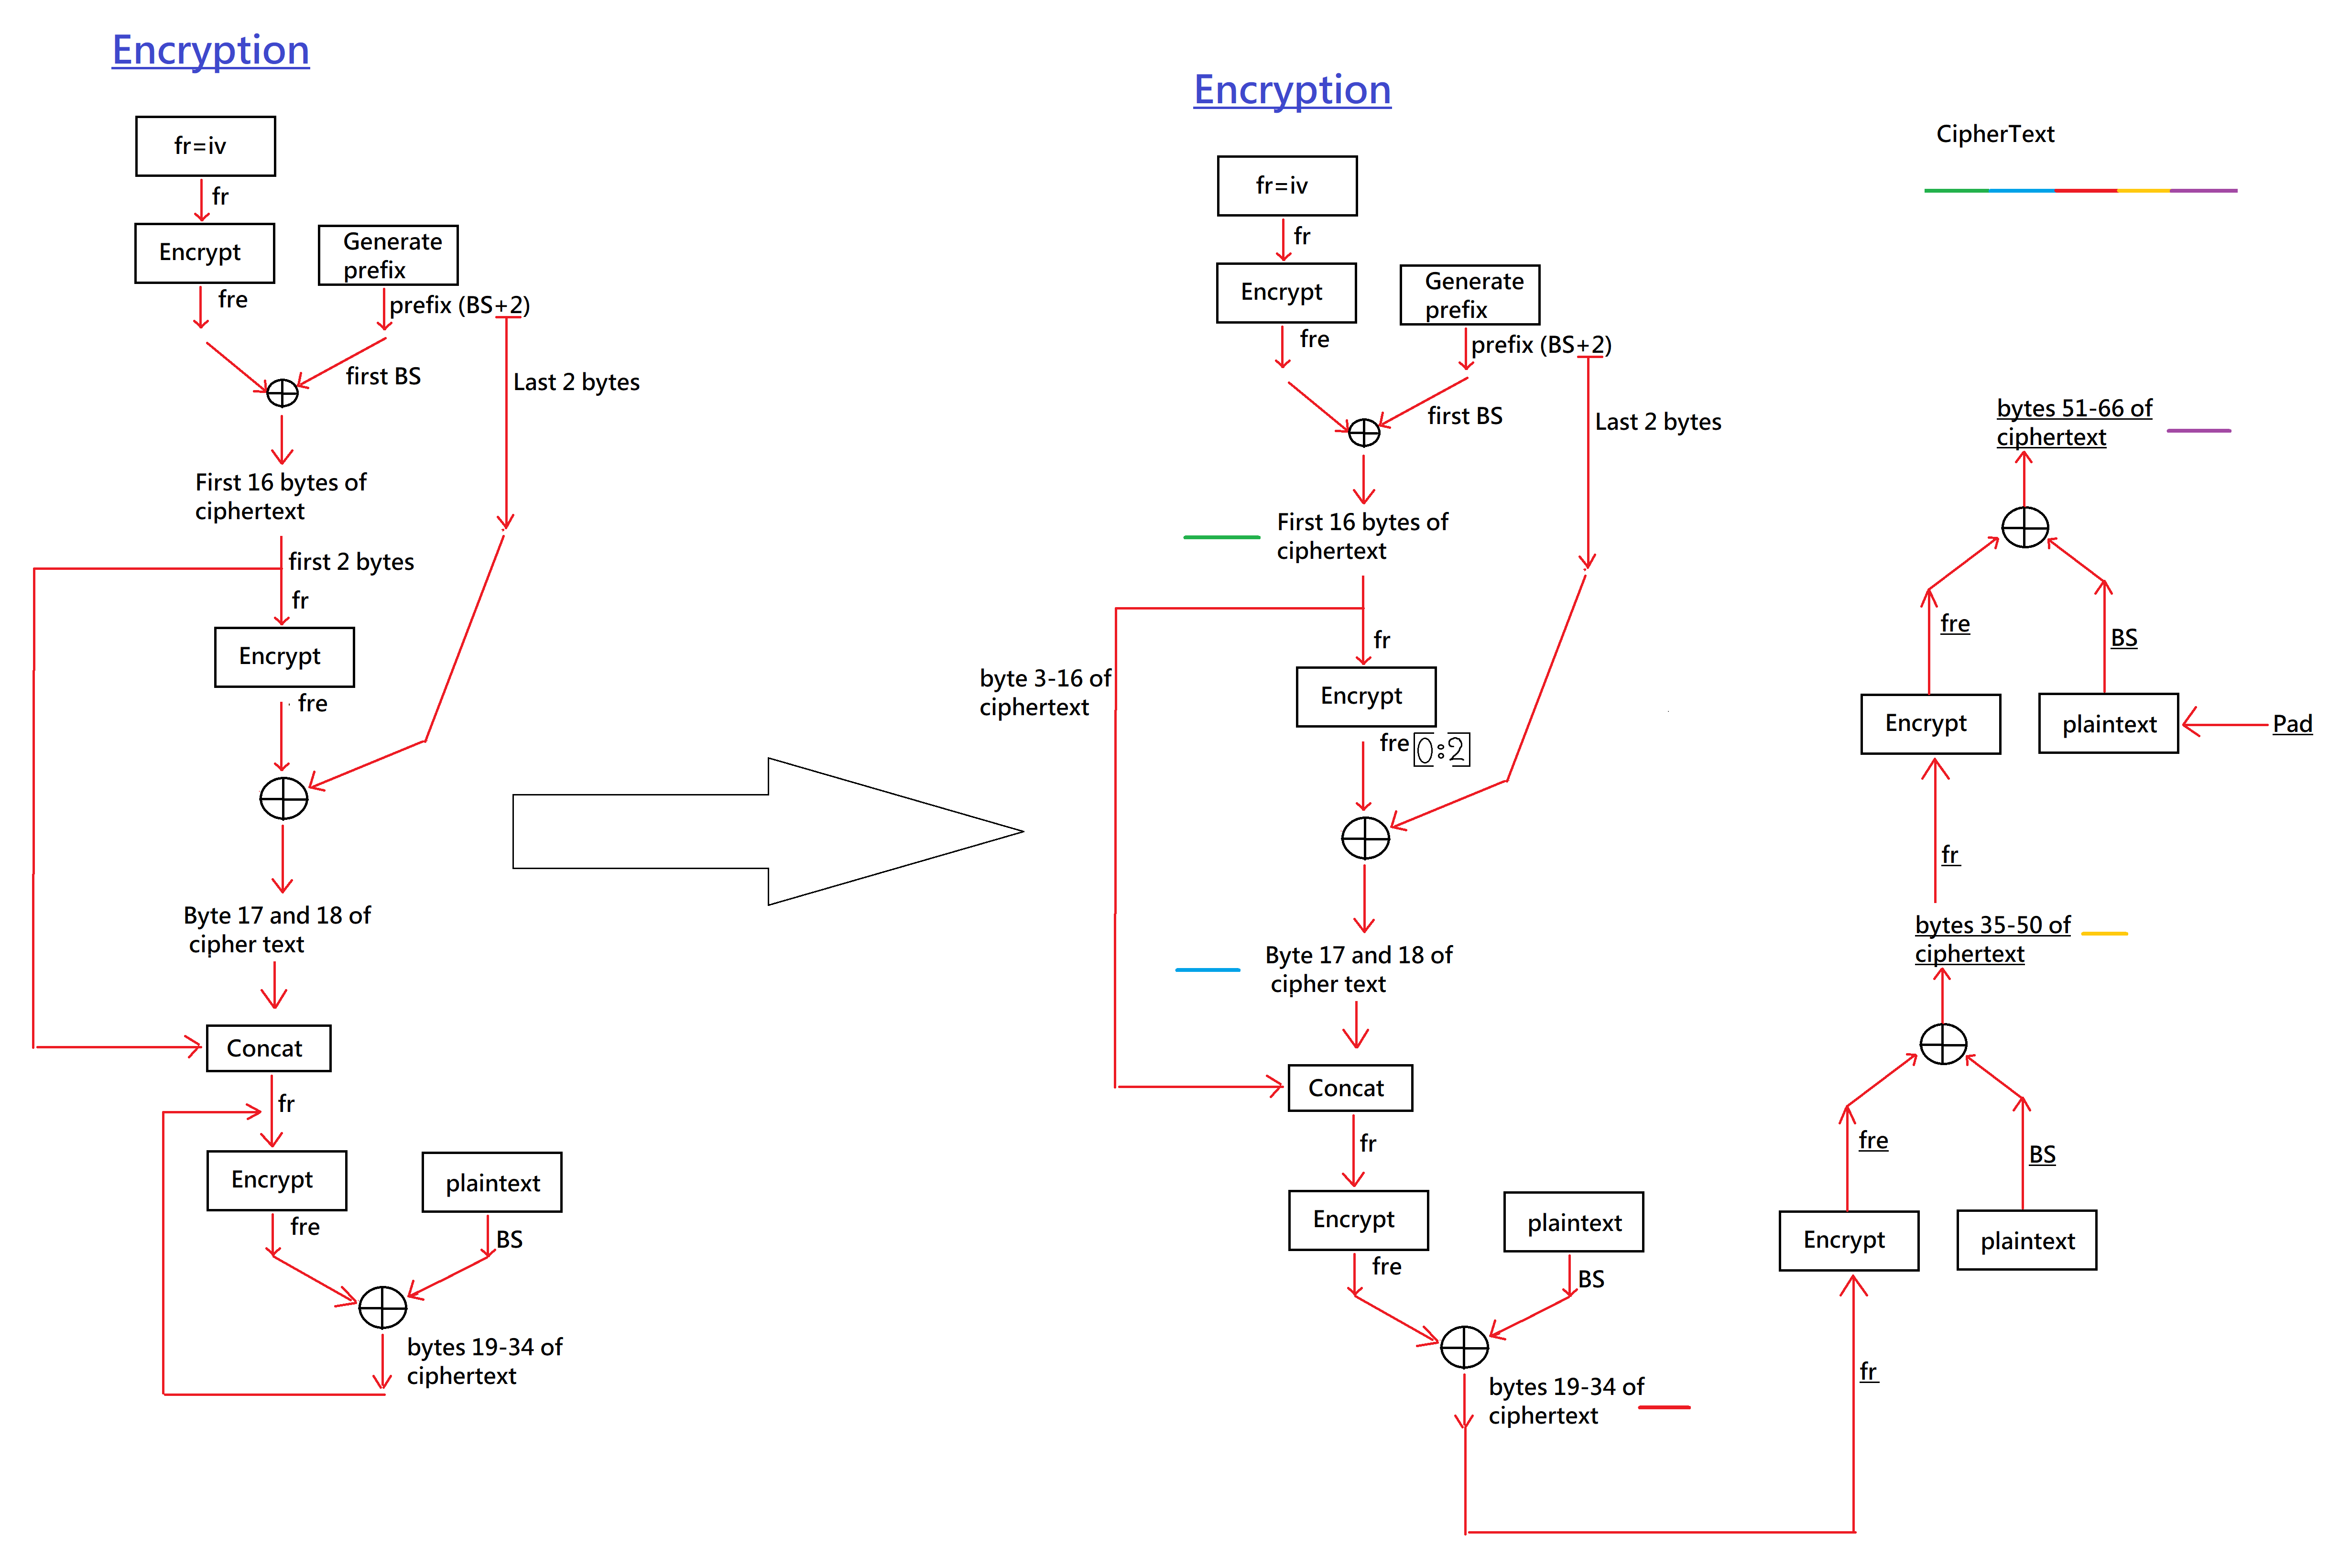 Encryption
fr=iv
fr
Encrypt
Generate
prefix
fre
prefix (BS+2)
first BS
Last 2 bytes
First 16 bytes of
ciphertext
first 2 bytes
fr
Encrypt
fre
Byte 17 and 18 of
cipher text
Concat
fr
Encrypt
plaintext
fre
BS
bytes 19-34 of
ciphertext
Encryption
fr=iv
fr
Encrypt
Generate
prefix
fre
prefix (BS+2)
first BS
Last 2 bytes
First 16 bytes of
ciphertext
fr
byte 3-16 of
ciphertext
Encrypt
fre [0:2]
Byte 17 and 18 of
cipher text
Concat
fr
Encrypt
plaintext
fre
BS
bytes 19-34 of
ciphertext
CipherText
bytes 51-66 of
ciphertext
fre
BS
Encrypt
plaintext
Pad
fr
bytes 35-50 of
ciphertext
fre
BS
Encrypt
plaintext
fr